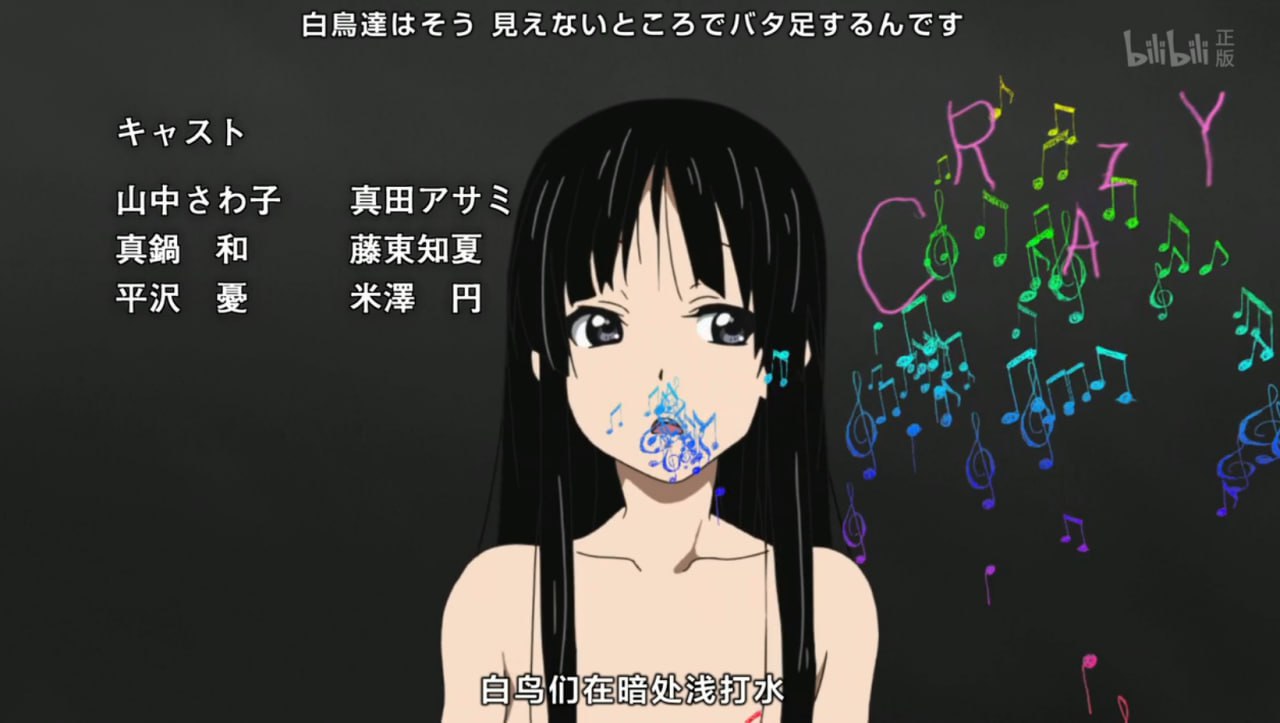 白鳥達はそう 見えないところでバタ足するんです
bilibili 正版
キャスト
山中さわ子 真田アサミ
真鍋 和 藤東知夏
平沢 憂 米澤 円
CRAZY
白鸟们在暗处浅打水